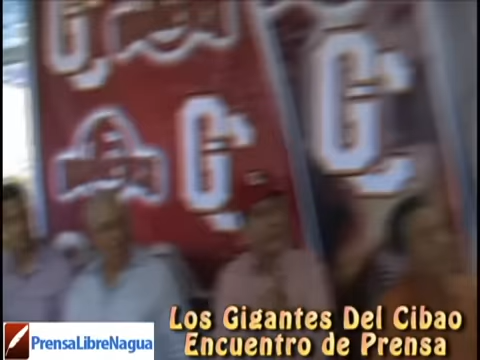 G
G
G
Los Gigantes Del Cibao
Encuentro de Prensa
PrensaLibreNagua